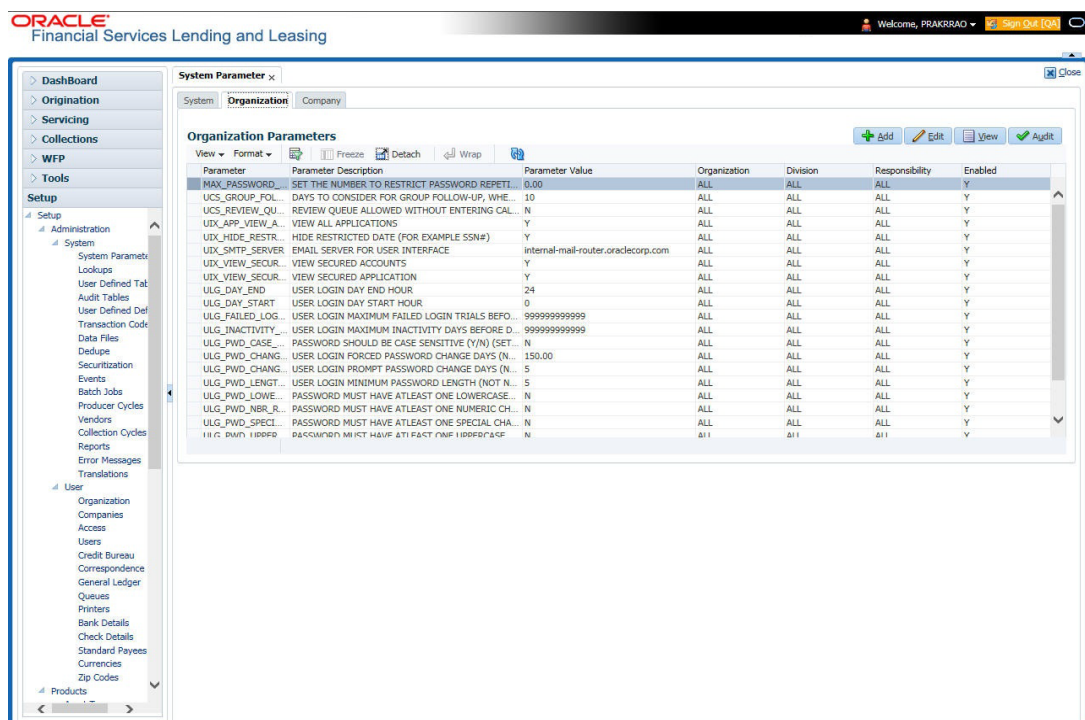 ORACLE
Financial Services Lending and Leasing
Welcome, PRAKRRAO
Sign Out [QA]
DashBoard
Origination
Servicing
Collections
WFP
Tools
Setup
Setup
Administration
System
System Paramete
Lookups
User Defined Tab
Audit Tables
User Defined Def
Transaction Code
Data Files
Dedupe
Securitization
Events
Batch Jobs
Producer Cycles
Vendors
Collection Cycles
Reports
Error Messages
Translations
User
Organization
Companies
Access
Users
Credit Bureau
Correspondence
General Ledger
Queues
Printers
Bank Details
Check Details
Standard Payees
Currencies
Zip Codes
Products
System Parameter
Close
System Organization Company
Organization Parameters
Add Edit View Audit
View Format Freeze Detach Wrap
Parameter Parameter Description Parameter Value Organization Division Responsibility Enabled
MAX_PASSWORD_... SET THE NUMBER TO RESTRICT PASSWORD REPETI... 0.00 ALL ALL ALL Y
UCS_GROUP_FOL... DAYS TO CONSIDER FOR GROUP FOLLOW-UP, WHE... 10 ALL ALL ALL Y
UCS_REVIEW_QU... REVIEW QUEUE ALLOWED WITHOUT ENTERING CAL... N ALL ALL ALL Y
UIX_APP_VIEW_A... VIEW ALL APPLICATIONS Y ALL ALL ALL Y
UIX_HIDE_RESTR... HIDE RESTRICTED DATE (FOR EXAMPLE SSN#) Y ALL ALL ALL Y
UIX_SMTP_SERVER EMAIL SERVER FOR USER INTERFACE internal-mail-router.oraclecorp.com ALL ALL ALL Y
UIX_VIEW_SECUR... VIEW SECURED ACCOUNTS Y ALL ALL ALL Y
UIX_VIEW_SECUR... VIEW SECURED APPLICATION Y ALL ALL ALL Y
ULG_DAY_END USER LOGIN DAY END HOUR 24 ALL ALL ALL Y
ULG_DAY_START USER LOGIN DAY START HOUR 0 ALL ALL ALL Y
ULG_FAILED_LOG... USER LOGIN MAXIMUM FAILED LOGIN TRIALS BEFO... 999999999999 ALL ALL ALL Y
ULG_INACTIVITY_... USER LOGIN MAXIMUM INACTIVITY DAYS BEFORE D... 999999999999 ALL ALL ALL Y
ULG_PWD_CASE_... PASSWORD SHOULD BE CASE SENSITIVE (Y/N) (SET... N ALL ALL ALL Y
ULG_PWD_CHANG... USER LOGIN FORCED PASSWORD CHANGE DAYS (N... 150.00 ALL ALL ALL Y
ULG_PWD_CHANG... USER LOGIN PROMPT PASSWORD CHANGE DAYS (N... 5 ALL ALL ALL Y
ULG_PWD_LENGT... USER LOGIN MINIMUM PASSWORD LENGTH (NOT N... 5 ALL ALL ALL Y
ULG_PWD_LOWE... PASSWORD MUST HAVE ATLEAST ONE LOWERCASE... N ALL ALL ALL Y
ULG_PWD_NBR_R... PASSWORD MUST HAVE ATLEAST ONE NUMERIC CH... N ALL ALL ALL Y
ULG_PWD_SPECI... PASSWORD MUST HAVE ATLEAST ONE SPECIAL CHA... N ALL ALL ALL Y
ULG_PWD_UPPER... PASSWORD MUST HAVE ATLEAST ONE UPPERCASE... N ALL ALL ALL Y